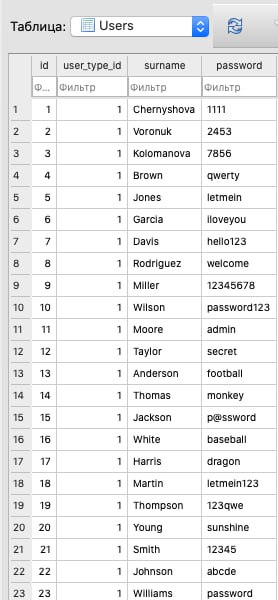 Таблица: Users
id user_type_id surname password
Ф... Фильтр Фильтр Фильтр
1 1 1 Chernyshova 1111
2 2 1 Voronuk 2453
3 3 1 Kolomanova 7856
4 4 1 Brown qwerty
5 5 1 Jones letmein
6 6 1 Garcia iloveyou
7 7 1 Davis hello123
8 8 1 Rodriguez welcome
9 9 1 Miller 12345678
10 10 1 Wilson password123
11 11 1 Moore admin
12 12 1 Taylor secret
13 13 1 Anderson football
14 14 1 Thomas monkey
15 15 1 Jackson p@ssword
16 16 1 White baseball
17 17 1 Harris dragon
18 18 1 Martin letmein123
19 19 1 Thompson 123qwe
20 20 1 Young sunshine
21 21 1 Smith 12345
22 22 1 Johnson abcde
23 23 1 Williams password